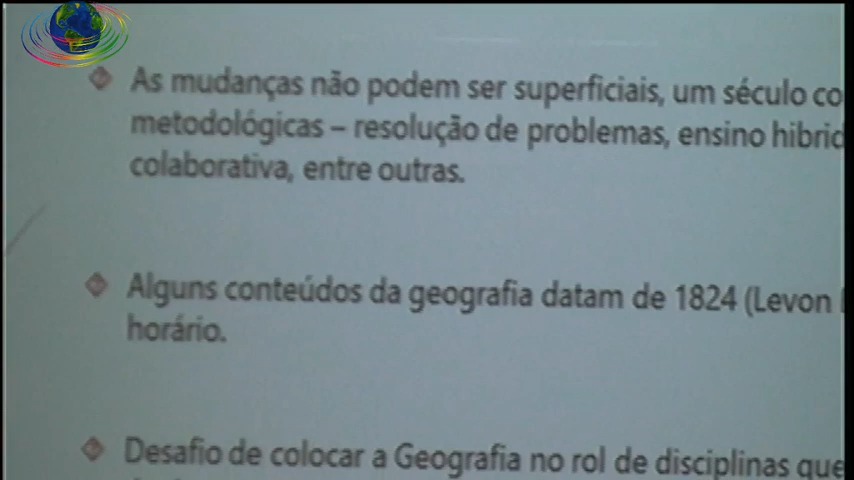 As mudanças não podem ser superficiais, um século co
metodológicas – resolução de problemas, ensino hibrid
colaborativa, entre outras.
Alguns conteúdos da geografia datam de 1824 (Levon
horário.
Desafio de colocar a Geografia no rol de disciplinas que